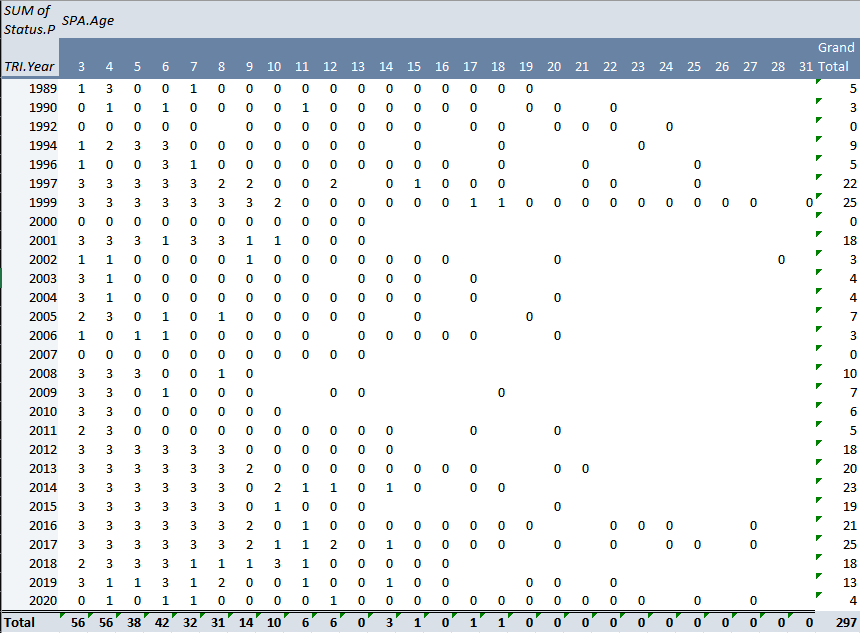 SUM of
Status.P SPA.Age
Grand
TRI.Year 3 4 5 6 7 8 9 10 11 12 13 14 15 16 17 18 19 20 21 22 23 24 25 26 27 28 31 Total
1989 1 3 0 0 1 0 0 0 0 0 0 0 0 0 0 0 0 5
1990 0 1 0 1 0 0 0 0 1 0 0 0 0 0 0 0 0 0 3
1992 0 0 0 0 0 0 0 0 0 0 0 0 0 0 0 0 0 0 0
1994 1 2 3 3 0 0 0 0 0 0 0 0 0 0 9
1996 1 0 0 3 1 0 0 0 0 0 0 0 0 0 0 0 0 5
1997 3 3 3 3 3 2 2 0 0 2 0 1 0 0 0 0 0 0 22
1999 3 3 3 3 3 3 3 2 0 0 0 0 0 0 1 1 0 0 0 0 0 0 0 0 0 0 25
2000 0 0 0 0 0 0 0 0 0 0 0 0
2001 3 3 3 1 3 3 1 1 0 0 0 18
2002 1 1 0 0 0 0 1 0 0 0 0 0 0 0 0 0 3
2003 3 1 0 0 0 0 0 0 0 0 0 0 0 4
2004 3 1 0 0 0 0 0 0 0 0 0 0 0 0 0 4
2005 2 3 0 1 0 1 0 0 0 0 0 0 0 7
2006 1 0 1 1 0 0 0 0 0 0 0 0 0 0 0 3
2007 0 0 0 0 0 0 0 0 0 0 0 0
2008 3 3 3 0 0 1 0 10
2009 3 3 0 1 0 0 0 0 0 0 7
2010 3 3 0 0 0 0 0 0 6
2011 2 3 0 0 0 0 0 0 0 0 0 0 0 0 5
2012 3 3 3 3 3 3 0 0 0 0 0 0 18
2013 3 3 3 3 3 3 2 0 0 0 0 0 0 0 0 0 0 20
2014 3 3 3 3 3 3 0 2 1 1 0 1 0 0 0 23
2015 3 3 3 3 3 3 0 1 0 0 0 0 19
2016 3 3 3 3 3 3 2 0 1 0 0 0 0 0 0 0 0 0 0 0 0 21
2017 3 3 3 3 3 3 2 1 1 2 0 1 0 0 0 0 0 0 0 0 0 25
2018 2 3 3 3 1 1 1 3 1 0 0 0 0 0 18
2019 3 1 1 3 1 2 0 0 1 0 0 1 0 0 0 0 0 13
2020 0 1 0 1 1 0 0 0 0 1 0 0 0 0 0 0 0 0 0 0 0 0 0 4
Total 56 56 38 42 32 31 14 10 6 6 0 3 1 0 1 1 0 0 0 0 0 0 0 0 0 0 0 297